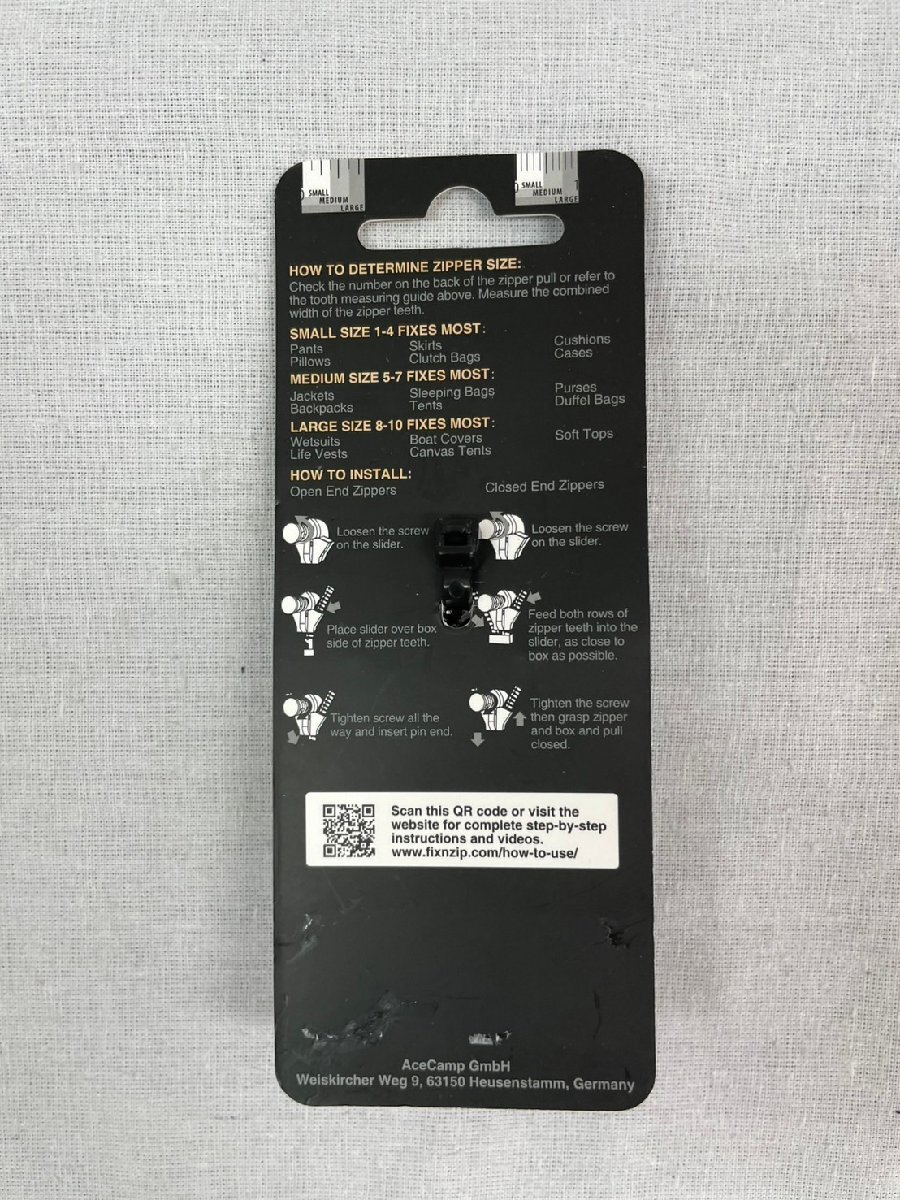 SMALL
MEDIUM
LARGE
SMALL
MEDIUM
LARGE
HOW TO DETERMINE ZIPPER SIZE:
Check the number on the back of the zipper pull or refer to
the tooth measuring guide above. Measure the combined
width of the zipper teeth.
SMALL SIZE 1-4 FIXES MOST:
Pants Skirts Cushions
Pillows Clutch Bags Cases
MEDIUM SIZE 5-7 FIXES MOST:
Jackets Sleeping Bags Purses
Backpacks Tents Duffel Bags
LARGE SIZE 8-10 FIXES MOST:
Wetsuits Boat Covers Soft Tops
Life Vests Canvas Tents
HOW TO INSTALL:
Open End Zippers
Loosen the screw
on the slider.
Place slider over box
side of zipper teeth.
Tighten screw all the
way and insert pin end.
Closed End Zippers
Loosen the screw
on the slider.
Feed both rows of
zipper teeth into the
slider, as close to
box as possible.
Tighten the screw
then grasp zipper
and box and pull
closed.
Scan this QR code or visit the
website for complete step-by-step
instructions and videos.
www.fixnzip.com/how-to-use/
AceCamp GmbH
Weiskircher Weg 9, 63150 Heusenstamm, Germany